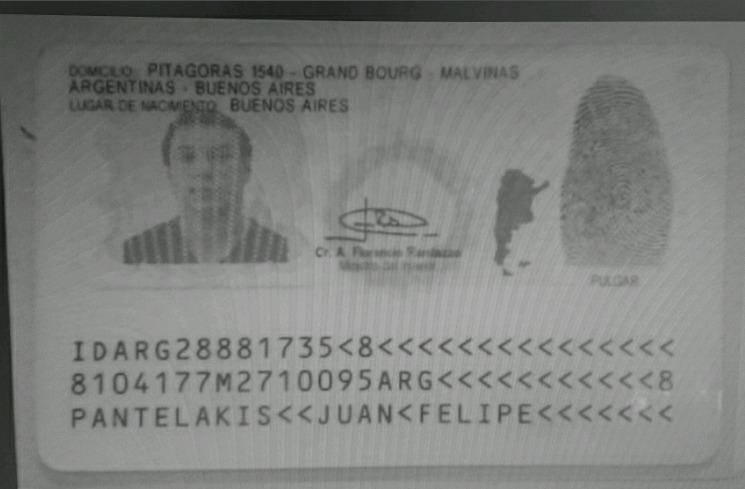 DOMICILIO: PITAGORAS 1540 - GRAND BOURG - MALVINAS
ARGENTINAS - BUENOS AIRES
LUGAR DE NACIMIENTO: BUENOS AIRES
Cr. A. Florencio Randazzo
Ministro del Interior
PULGAR
IDARG28881735<8<<<<<<<<<<<<<<<
8104177M2710095ARG<<<<<<<<<<<8
PANTELAKIS<<JUAN<FELIPE<<<<<<<